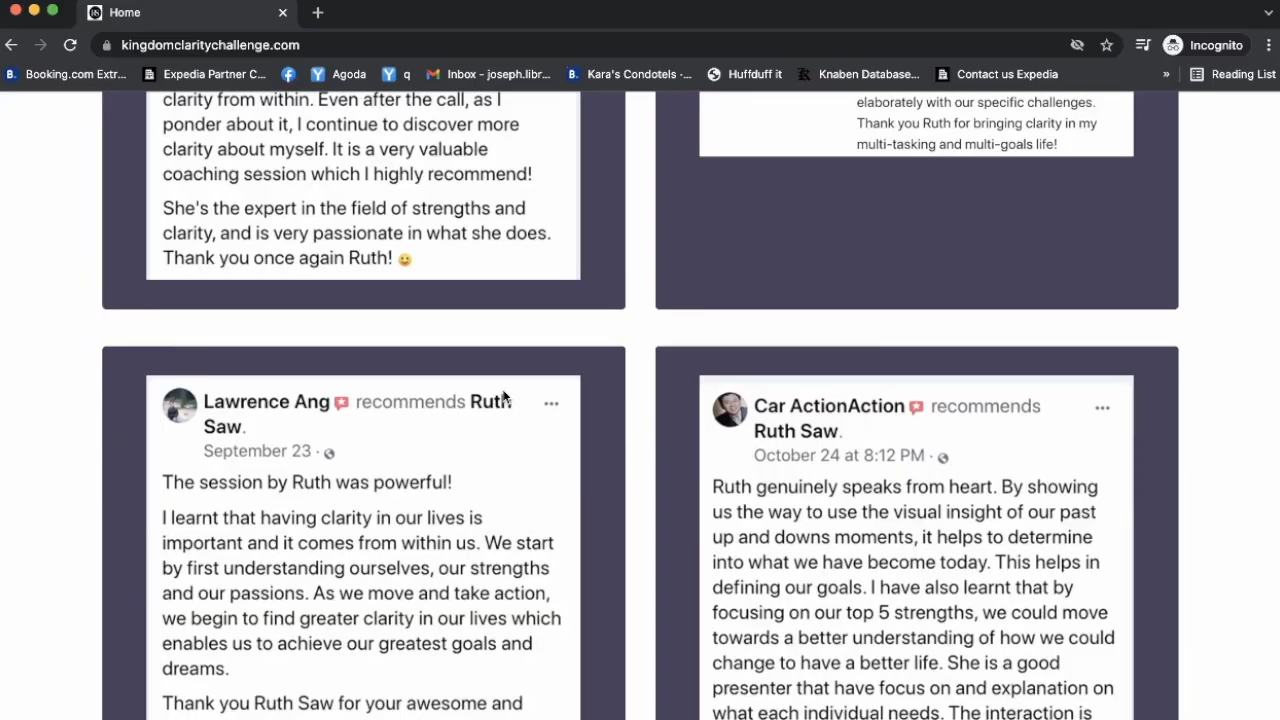 Home
kingdomclaritychallenge.com
Incognito
Booking.com Extr...
Expedia Partner C...
Agoda
q
Inbox – joseph.libr...
Kara's Condotels -...
Huffduff it
Knaben Database...
Contact us Expedia
»
Reading List
clarity from within. Even after the call, as I
ponder about it, I continue to discover more
clarity about myself. It is a very valuable
coaching session which I highly recommend!
She's the expert in the field of strengths and
clarity, and is very passionate in what she does.
Thank you once again Ruth! 😀
elaborately with our specific challenges.
Thank you Ruth for bringing clarity in my
multi-tasking and multi-goals life!
Lawrence Ang recommends Ruth
Saw.
September 23 ·
The session by Ruth was powerful!
I learnt that having clarity in our lives is
important and it comes from within us. We start
by first understanding ourselves, our strengths
and our passions. As we move and take action,
we begin to find greater clarity in our lives which
enables us to achieve our greatest goals and
dreams.
Thank you Ruth Saw for your awesome and
Car ActionAction recommends
Ruth Saw.
October 24 at 8:12 PM ·
Ruth genuinely speaks from heart. By showing
us the way to use the visual insight of our past
up and downs moments, it helps to determine
into what we have become today. This helps in
defining our goals. I have also learnt that by
focusing on our top 5 strengths, we could move
towards a better understanding of how we could
change to have a better life. She is a good
presenter that have focus on and explanation on
what each individual needs. The interaction is